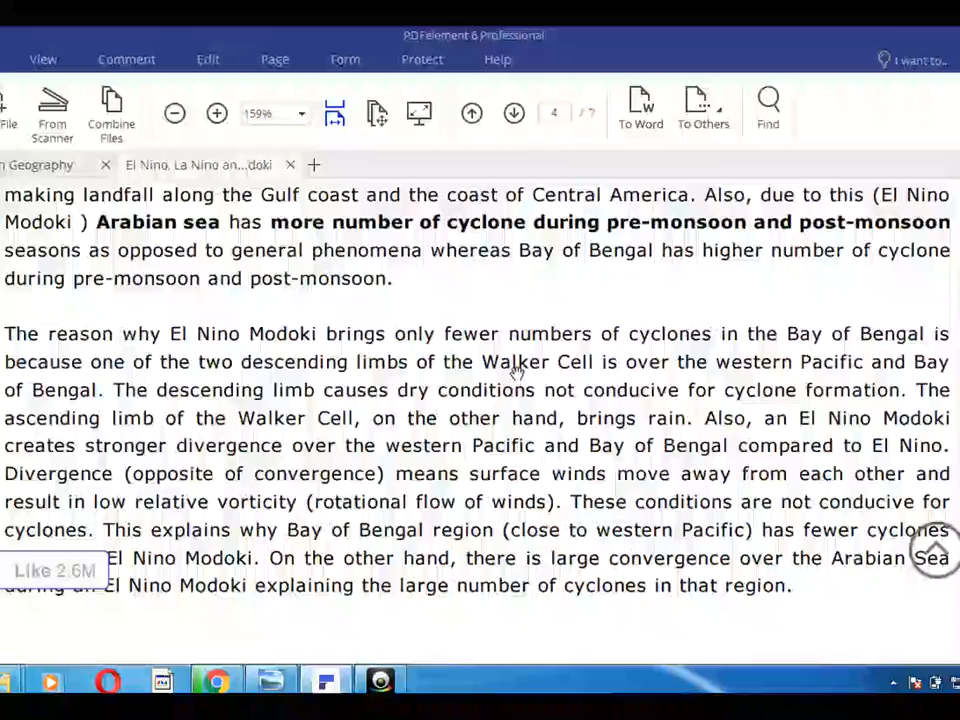 PDFelement 6 Professional
View Comment Edit Page Form Protect Help I want to...
File From Scanner Combine Files 159% 4 / 7 To Word To Others Find
n Geography El Nino, La Nino an...doki
making landfall along the Gulf coast and the coast of Central America. Also, due to this (El Nino
Modoki ) Arabian sea has more number of cyclone during pre-monsoon and post-monsoon
seasons as opposed to general phenomena whereas Bay of Bengal has higher number of cyclone
during pre-monsoon and post-monsoon.
The reason why El Nino Modoki brings only fewer numbers of cyclones in the Bay of Bengal is
because one of the two descending limbs of the Walker Cell is over the western Pacific and Bay
of Bengal. The descending limb causes dry conditions not conducive for cyclone formation. The
ascending limb of the Walker Cell, on the other hand, brings rain. Also, an El Nino Modoki
creates stronger divergence over the western Pacific and Bay of Bengal compared to El Nino.
Divergence (opposite of convergence) means surface winds move away from each other and
result in low relative vorticity (rotational flow of winds). These conditions are not conducive for
cyclones. This explains why Bay of Bengal region (close to western Pacific) has fewer cyclones
El Nino Modoki. On the other hand, there is large convergence over the Arabian Sea
Like 2.6M
during an El Nino Modoki explaining the large number of cyclones in that region.